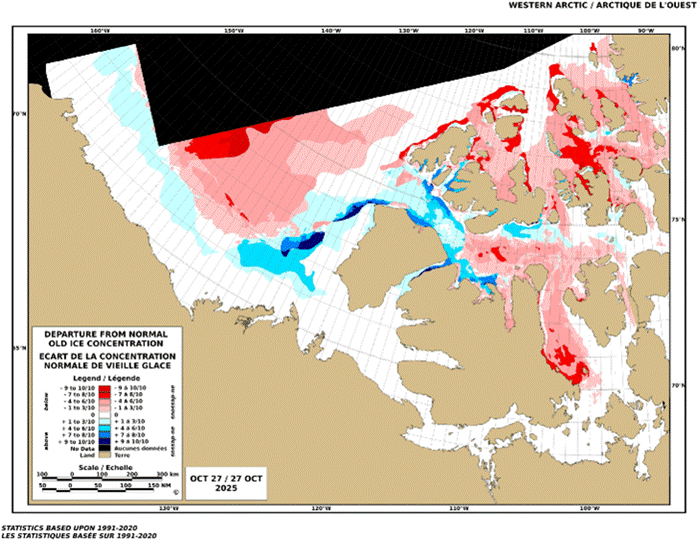 WESTERN ARCTIC / ARCTIQUE DE L'OUEST
160°W
150°W
140°W
130°W
120°W
110°W
100°W
90°W
80°N
70°N
75°N
65°N
70°N
DEPARTURE FROM NORMAL
OLD ICE CONCENTRATION
ECART DE LA CONCENTRATION
NORMALE DE VIEILLE GLACE
Legend / Légende
below
- 9 to 10/10 - 9 à 10/10
- 7 to 8/10 - 7 à 8/10
- 4 to 6/10 - 4 à 6/10
- 1 to 3/10 - 1 à 3/10
0 0
above
+ 1 to 3/10 + 1 à 3/10
+ 4 to 6/10 + 4 à 6/10
+ 7 to 8/10 + 7 à 8/10
+ 9 to 10/10 + 9 à 10/10
No Data Aucunes données
Land Terre
Scale / Echelle
100 0 100 200 300 km
50 0 50 100 150 NM
©
OCT 27 / 27 OCT
2025
130°W
120°W
110°W
100°W
STATISTICS BASED UPON 1991-2020
LES STATISTIQUES BASÉE SUR 1991-2020